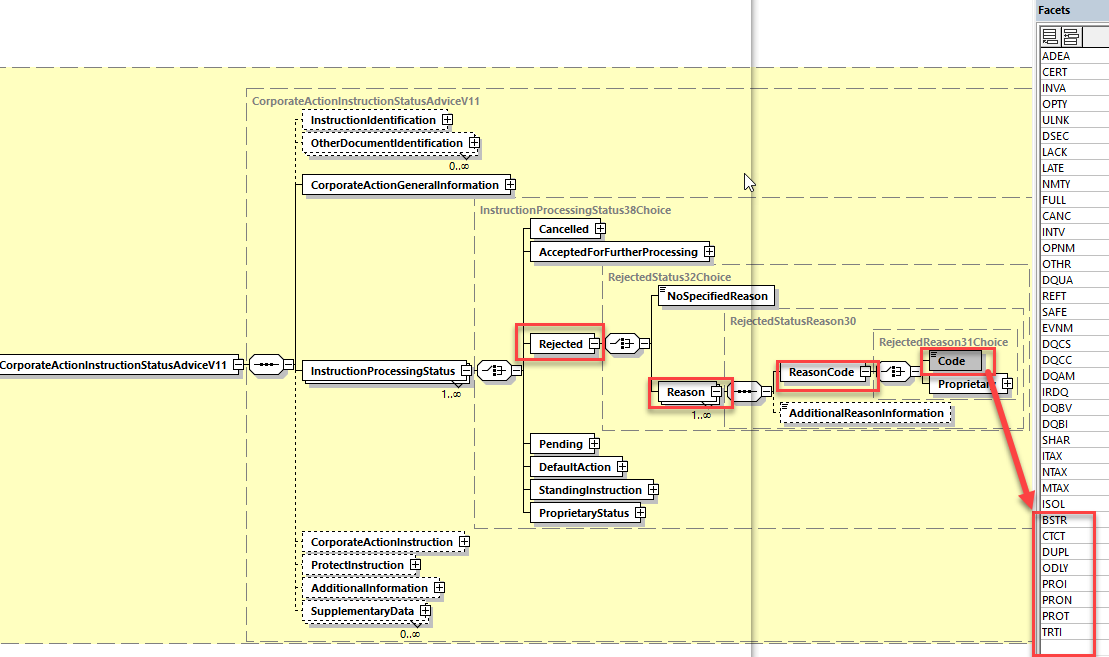 Facets
CorporateActionInstructionStatusAdviceV11
InstructionIdentification
OtherDocumentIdentification
0..∞
CorporateActionGeneralInformation
InstructionProcessingStatus38Choice
Cancelled
AcceptedForFurtherProcessing
RejectedStatus32Choice
NoSpecifiedReason
RejectedStatusReason30
RejectedReason31Choice
Rejected
Code
CorporateActionInstructionStatusAdviceV11
InstructionProcessingStatus
ReasonCode
Proprietary
1..∞
Reason
1..∞
AdditionalReasonInformation
Pending
DefaultAction
StandingInstruction
ProprietaryStatus
CorporateActionInstruction
ProtectInstruction
AdditionalInformation
SupplementaryData
0..∞
ADEA
CERT
INVA
OPTY
ULNK
DSEC
LACK
LATE
NMTY
FULL
CANC
INTV
OPNM
OTHR
DQUA
REFT
SAFE
EVNM
DQCS
DQCC
DQAM
IRDQ
DQBV
DQBI
SHAR
ITAX
NTAX
MTAX
ISOL
BSTR
CTCT
DUPL
ODLY
PROI
PRON
PROT
TRTI